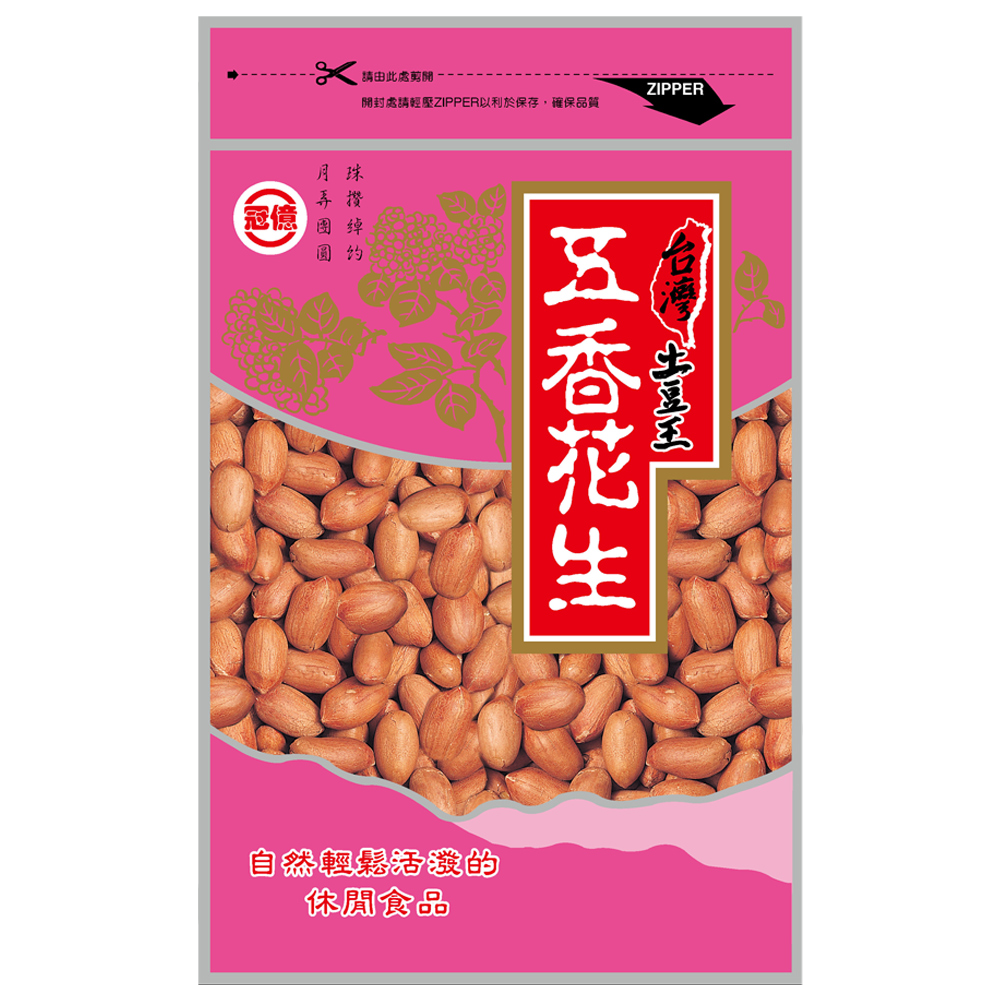 請由此處剪開
開封處請輕壓ZIPPER以利於保存，確保品質
ZIPPER
冠億
珠攢綽約
月弄團圓
台灣
土豆王
五香花生
自然輕鬆活潑的
休閒食品